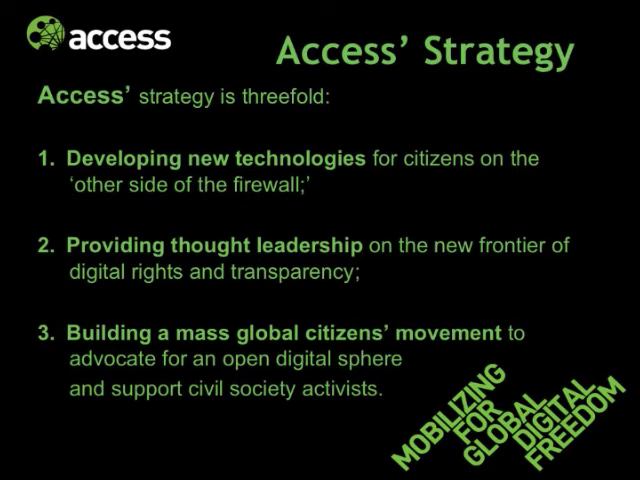 access
Access’ Strategy
Access’ strategy is threefold:
1. Developing new technologies for citizens on the
‘other side of the firewall;’
2. Providing thought leadership on the new frontier of
digital rights and transparency;
3. Building a mass global citizens’ movement to
advocate for an open digital sphere
and support civil society activists.
MOBILIZING
FOR
GLOBAL
DIGITAL
FREEDOM